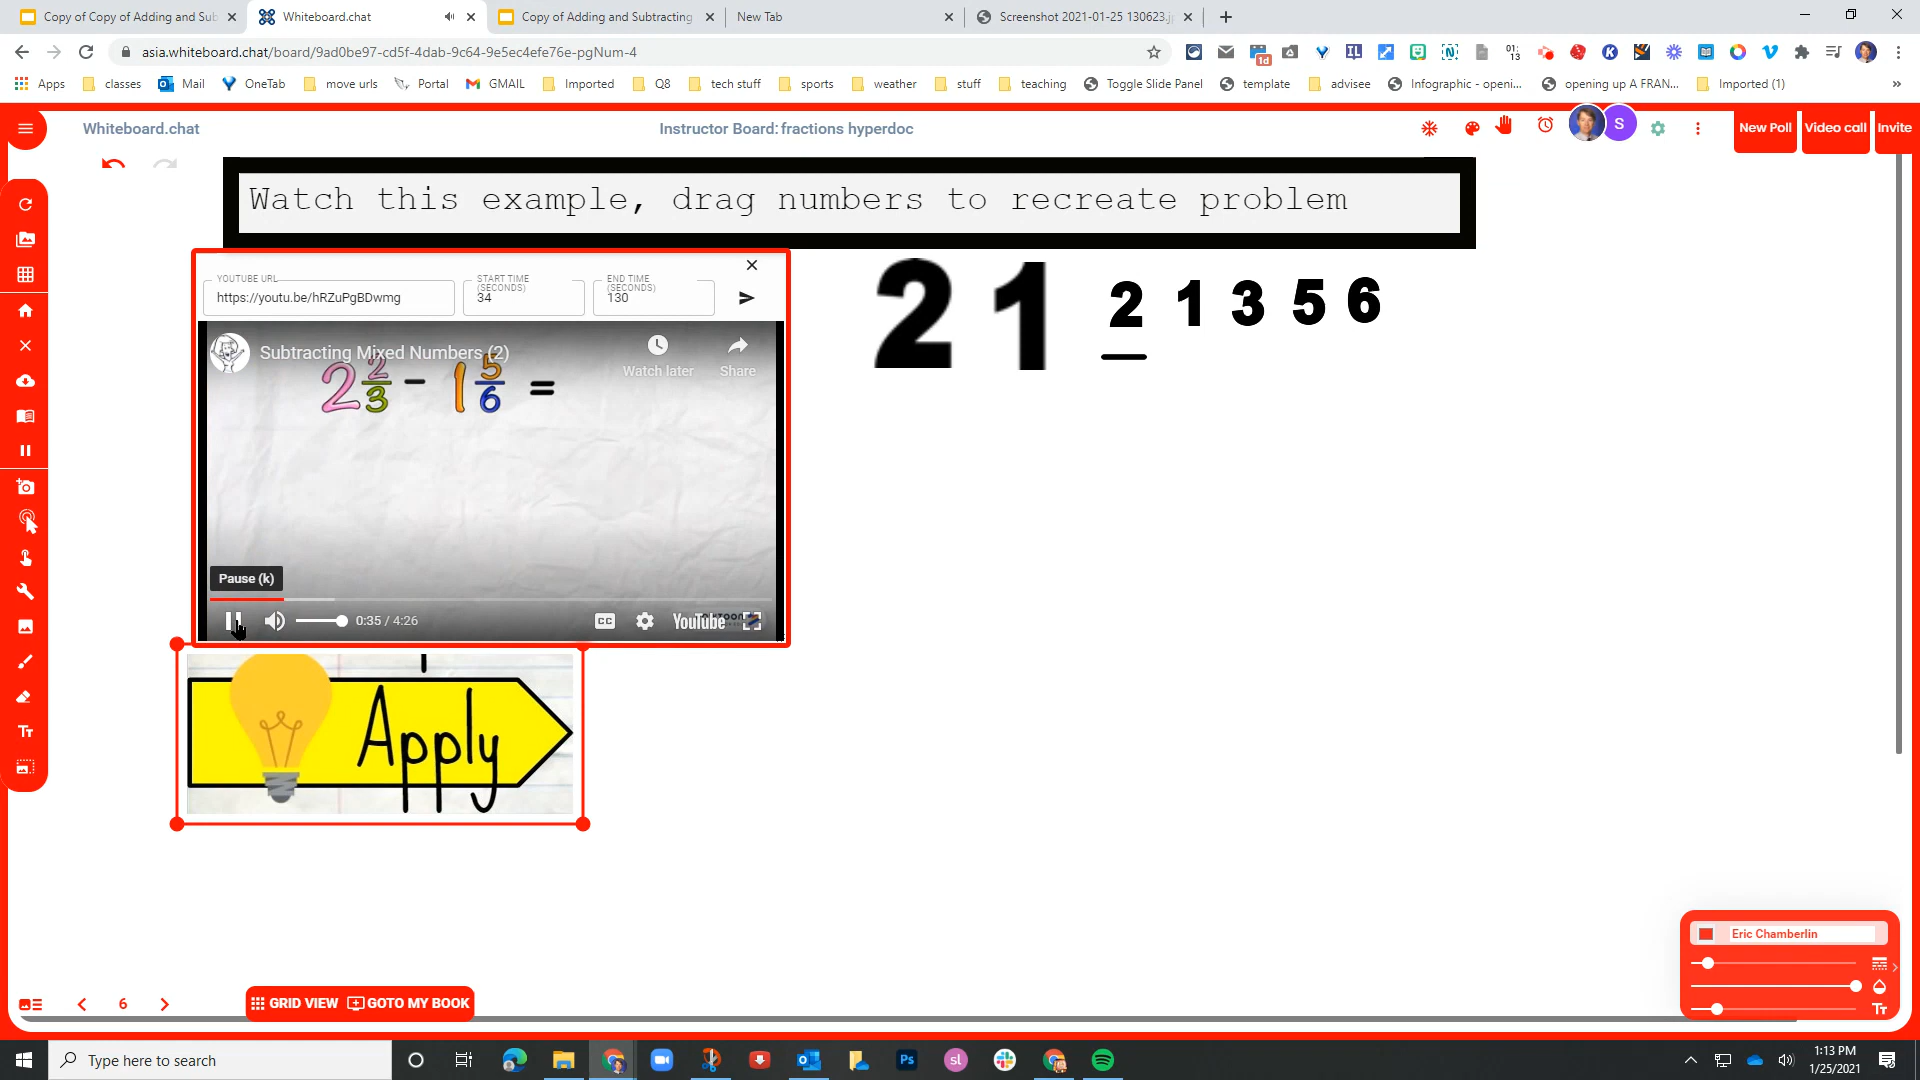 Copy of Copy of Adding and Sub
Whiteboard.chat
Copy of Adding and Subtracting
New Tab
Screenshot 2021-01-25 130623.j
asia.whiteboard.chat/board/9ad0be97-cd5f-4dab-9c64-9e5ec4efe76e-pgNum-4
Apps
classes
Mail
OneTab
move urls
Portal
GMAIL
Imported
Q8
tech stuff
sports
weather
stuff
teaching
Toggle Slide Panel
template
advisee
Infographic - openi...
opening up A FRAN...
Imported (1)
»
Whiteboard.chat
Instructor Board: fractions hyperdoc
S
New Poll
Video call
Invite
Watch this example, drag numbers to recreate problem
YOUTUBE URL
https://youtu.be/hRZuPgBDwmg
START TIME (SECONDS)
34
END TIME (SECONDS)
130
Subtracting Mixed Numbers (2)
Watch later
Share
2 2/3 - 1 5/6 =
Pause (k)
0:35 / 4:26
CC
YouTube
2 1 2 1 3 5 6
Apply
Tт
Eric Chamberlin
Tт
6
GRID VIEW
GOTO MY BOOK
Type here to search
Ps
sl
1:13 PM
1/25/2021